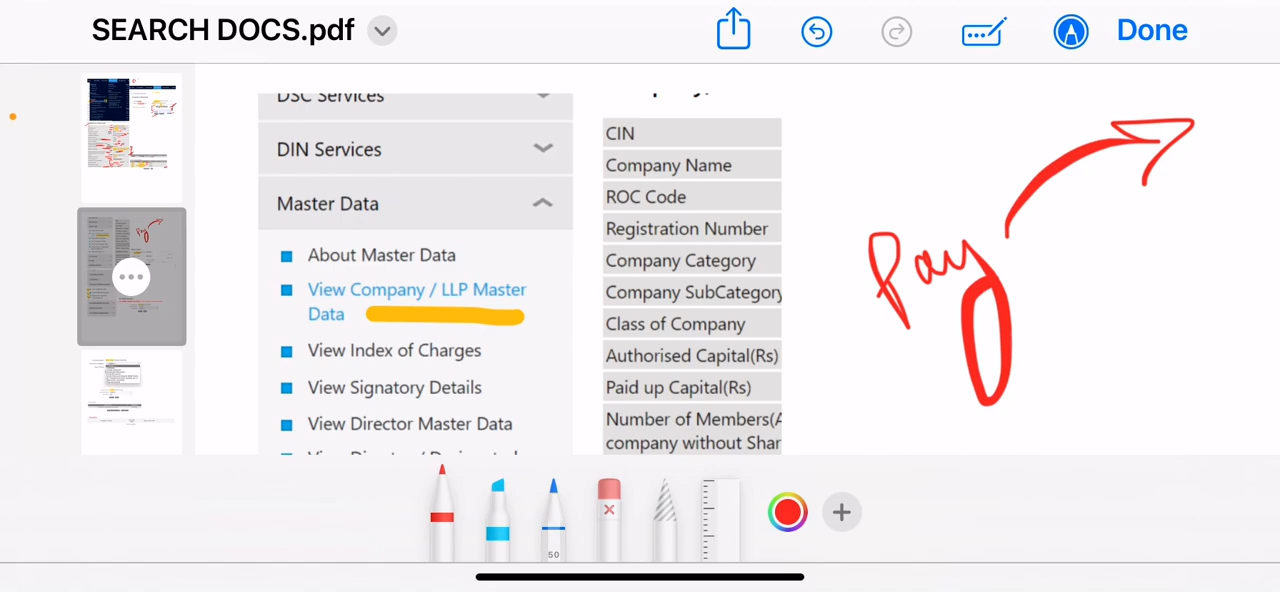 SEARCH DOCS.pdf
Done
DSC Services
DIN Services
Master Data
About Master Data
View Company / LLP Master
Data
View Index of Charges
View Signatory Details
View Director Master Data
CIN
Company Name
ROC Code
Registration Number
Company Category
Company SubCategory
Class of Company
Authorised Capital(Rs)
Paid up Capital(Rs)
Number of Members(A
company without Shar
Pay
50